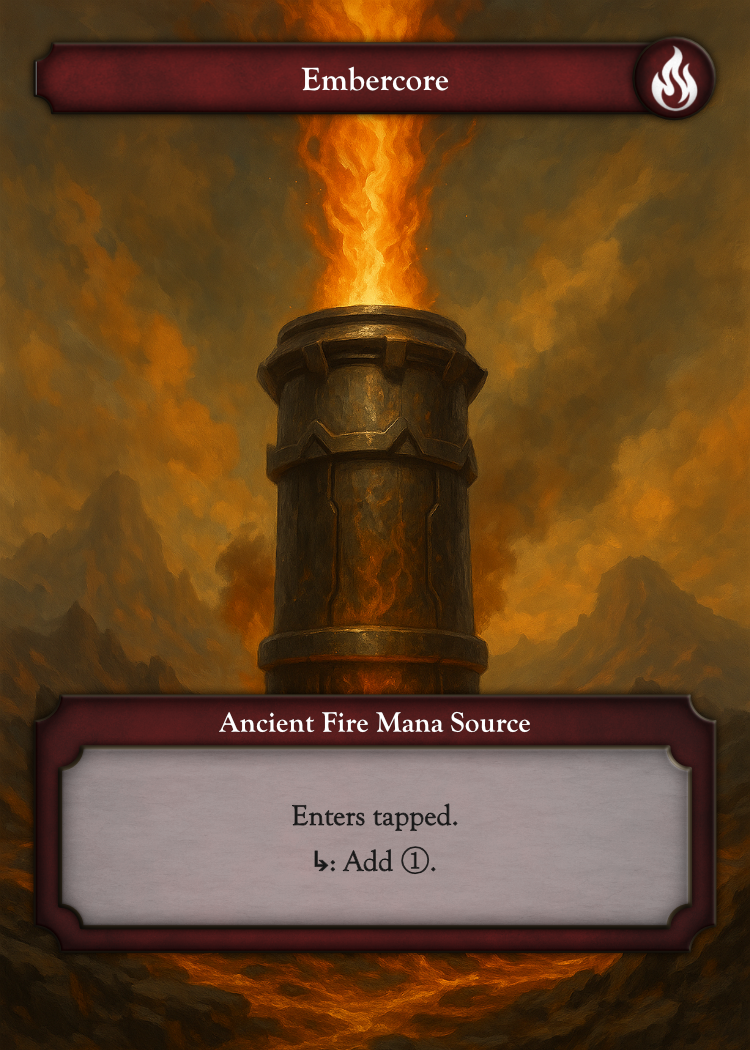 Embercore
Ancient Fire Mana Source
Enters tapped.
↳: Add ①.